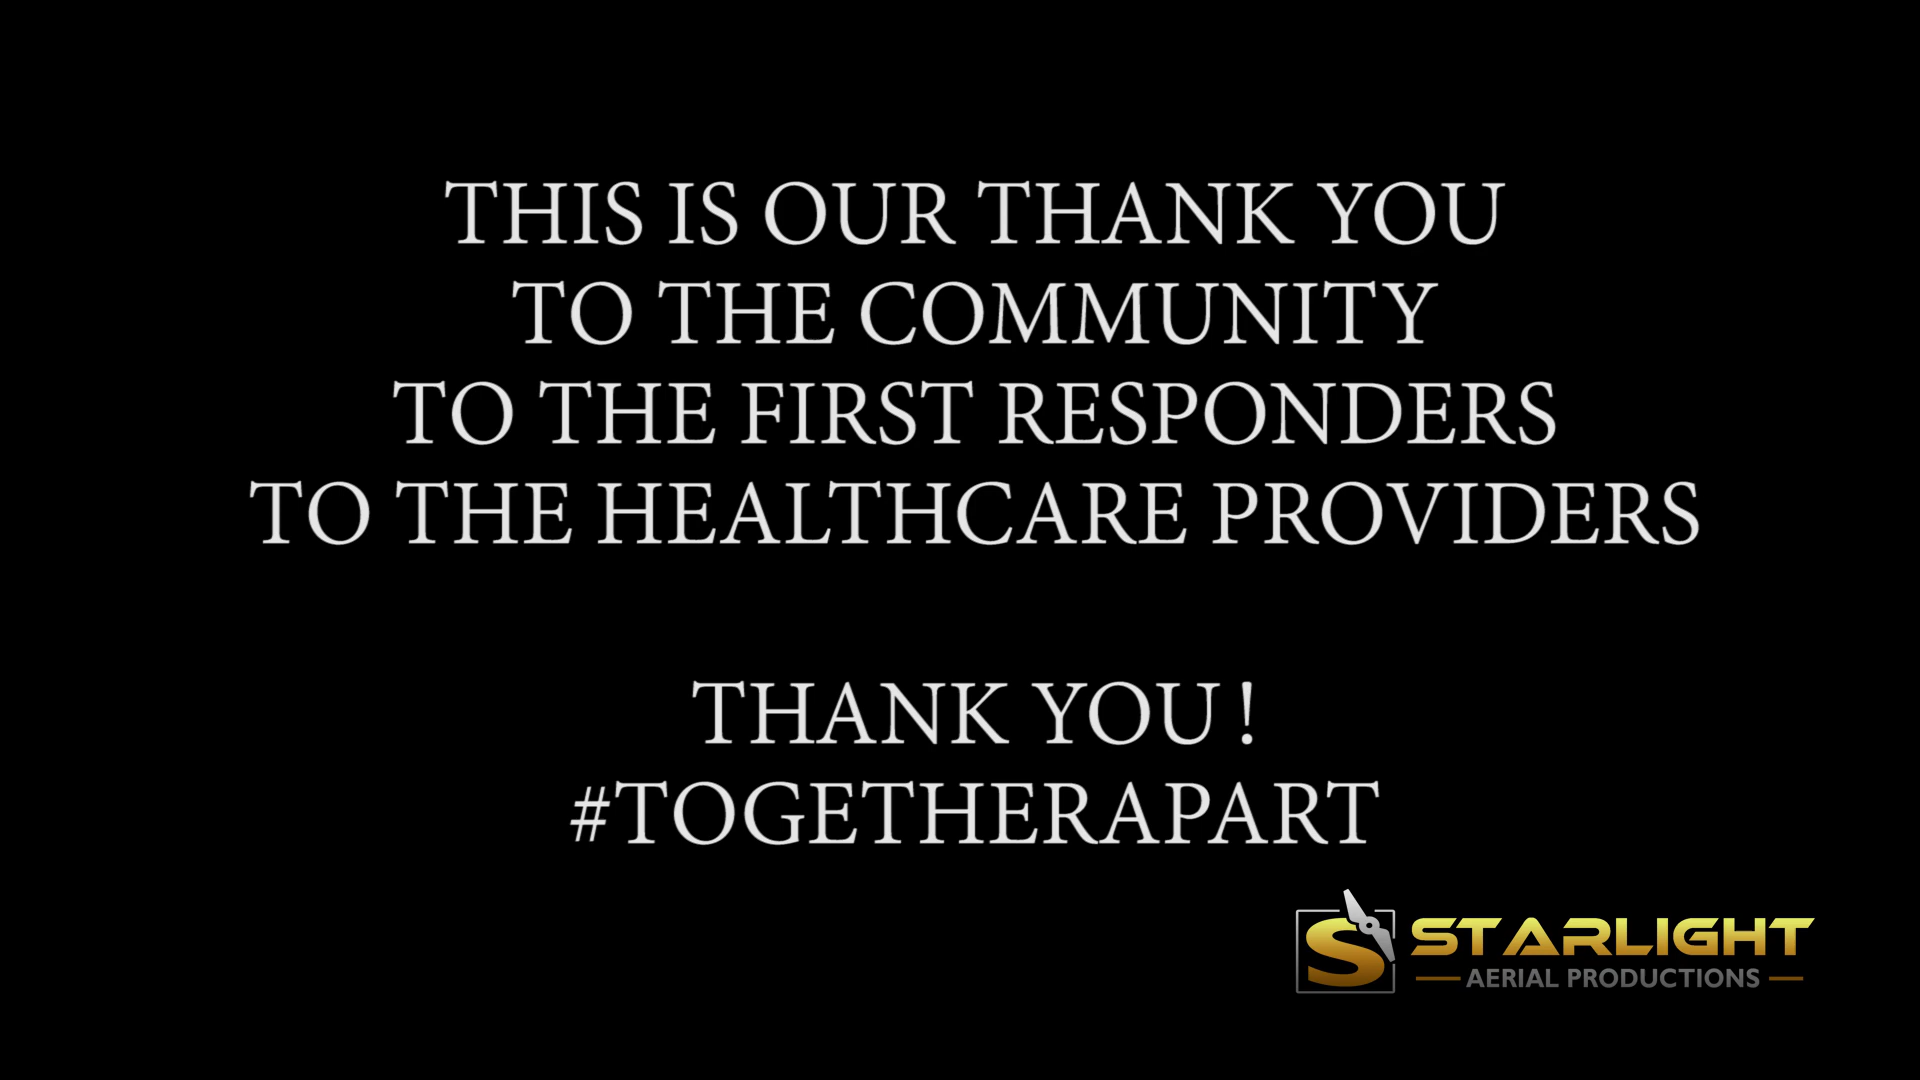 THIS IS OUR THANK YOU
TO THE COMMUNITY
TO THE FIRST RESPONDERS
TO THE HEALTHCARE PROVIDERS
THANK YOU!
#TOGETHERAPART
S STARLIGHT
AERIAL PRODUCTIONS